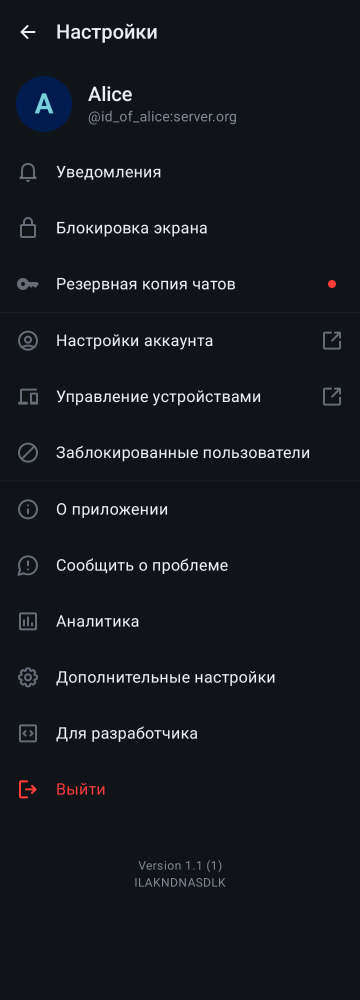 Настройки
A
Alice
@id_of_alice:server.org
Уведомления
Блокировка экрана
Резервная копия чатов
Настройки аккаунта
Управление устройствами
Заблокированные пользователи
О приложении
Сообщить о проблеме
Аналитика
Дополнительные настройки
Для разработчика
Выйти
Version 1.1 (1)
ILAKNDNASDLK